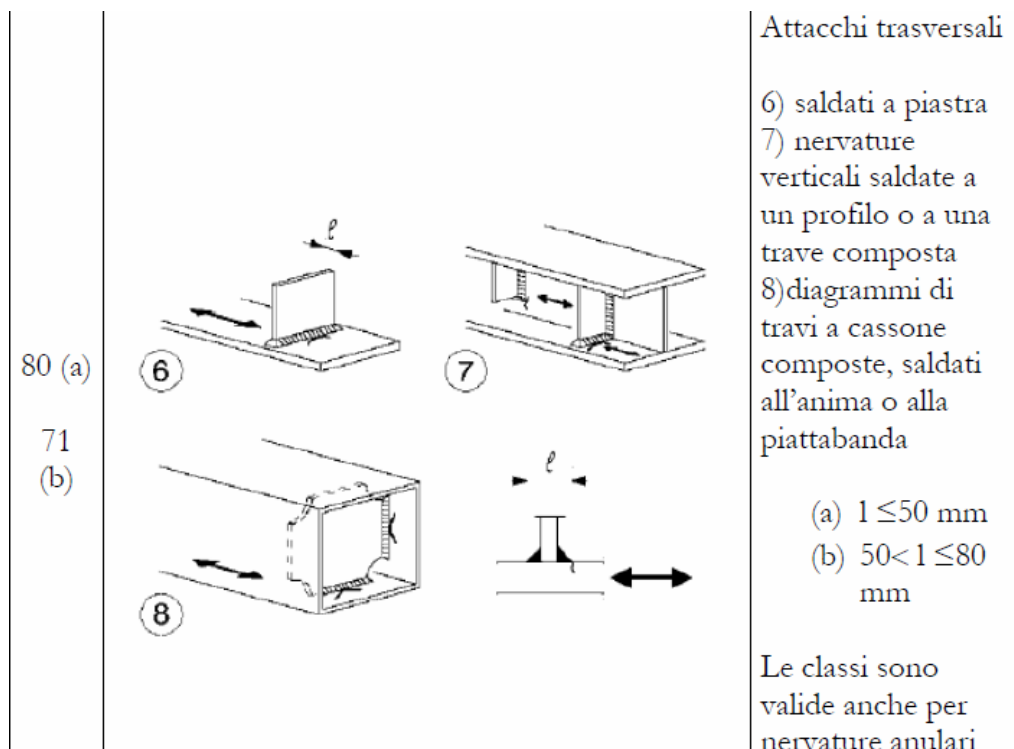 80 (a)
71
(b)
ℓ
6
7
8
ℓ
Attacchi trasversali
6) saldati a piastra
7) nervature
verticali saldate a
un profilo o a una
trave composta
8)diagrammi di
travi a cassone
composte, saldati
all’anima o alla
piattabanda
(a) 1 ≤50 mm
(b) 50< 1 ≤80
mm
Le classi sono
valide anche per
nervature anulari